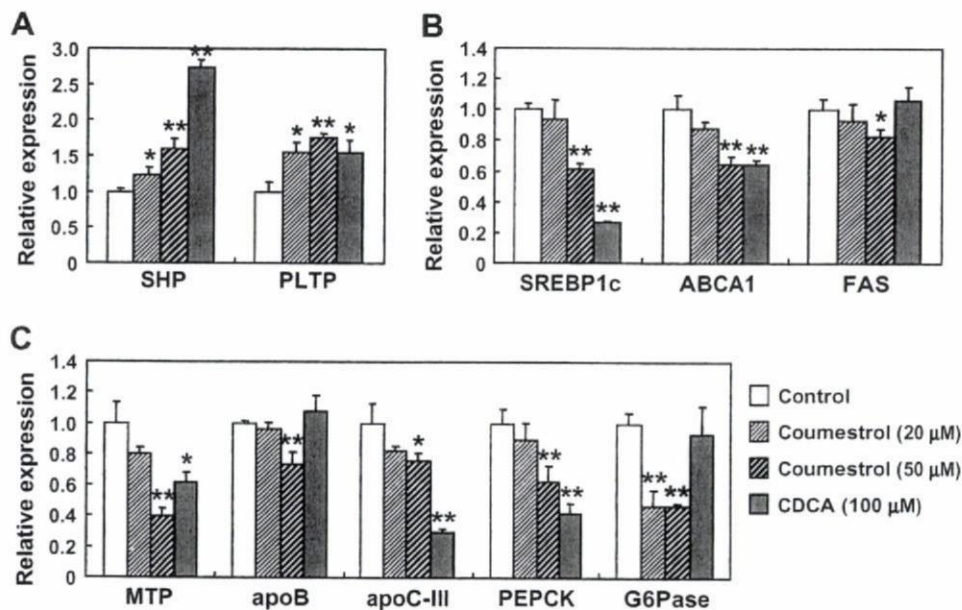 A
Relative expression
3.0
2.5
2.0
1.5
1.0
0.5
0
* ** ** * ** *
SHP PLTP
B
Relative expression
1.4
1.2
1.0
0.8
0.6
0.4
0.2
0
** ** ** ** *
SREBP1c ABCA1 FAS
C
Relative expression
1.4
1.2
1.0
0.8
0.6
0.4
0.2
0
** * ** * ** ** ** ** **
MTP apoB apoC-III PEPCK G6Pase
Control
Coumestrol (20 µM)
Coumestrol (50 µM)
CDCA (100 µM)